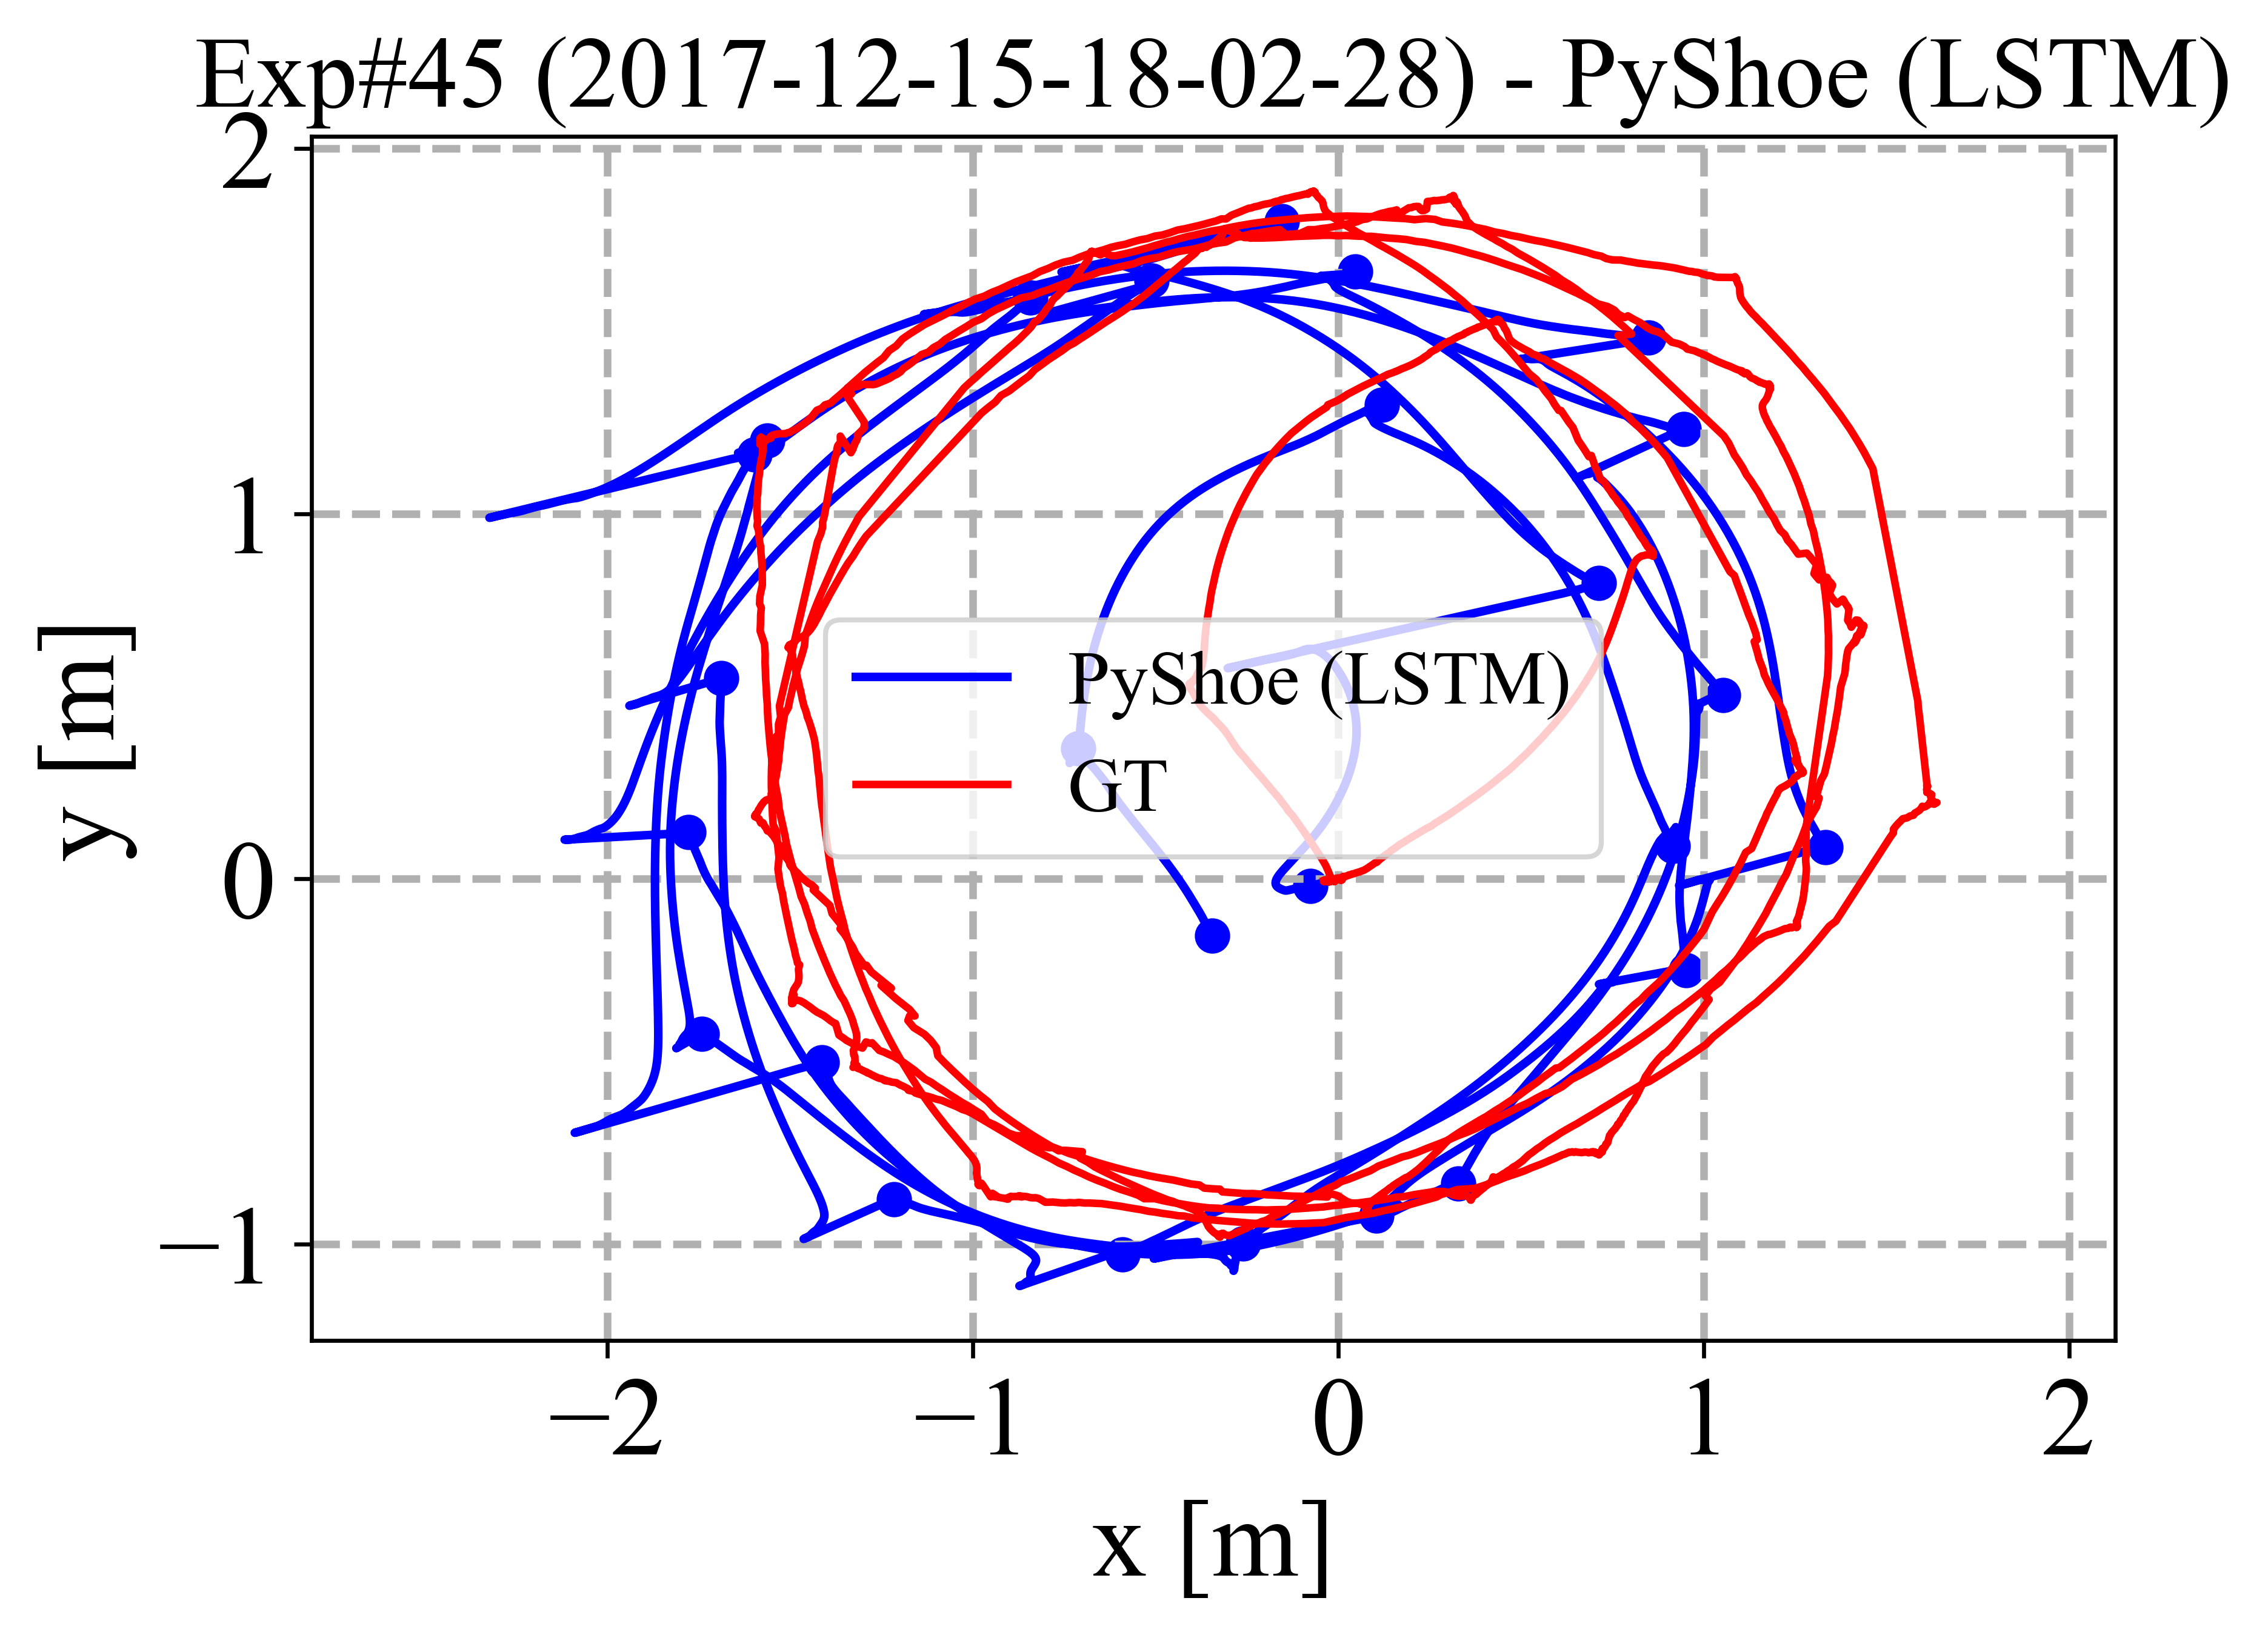 Exp#45 (2017-12-15-18-02-28) - PyShoe (LSTM)
2
1
0
−1
y [m]
PyShoe (LSTM)
GT
−2 −1 0 1 2
x [m]